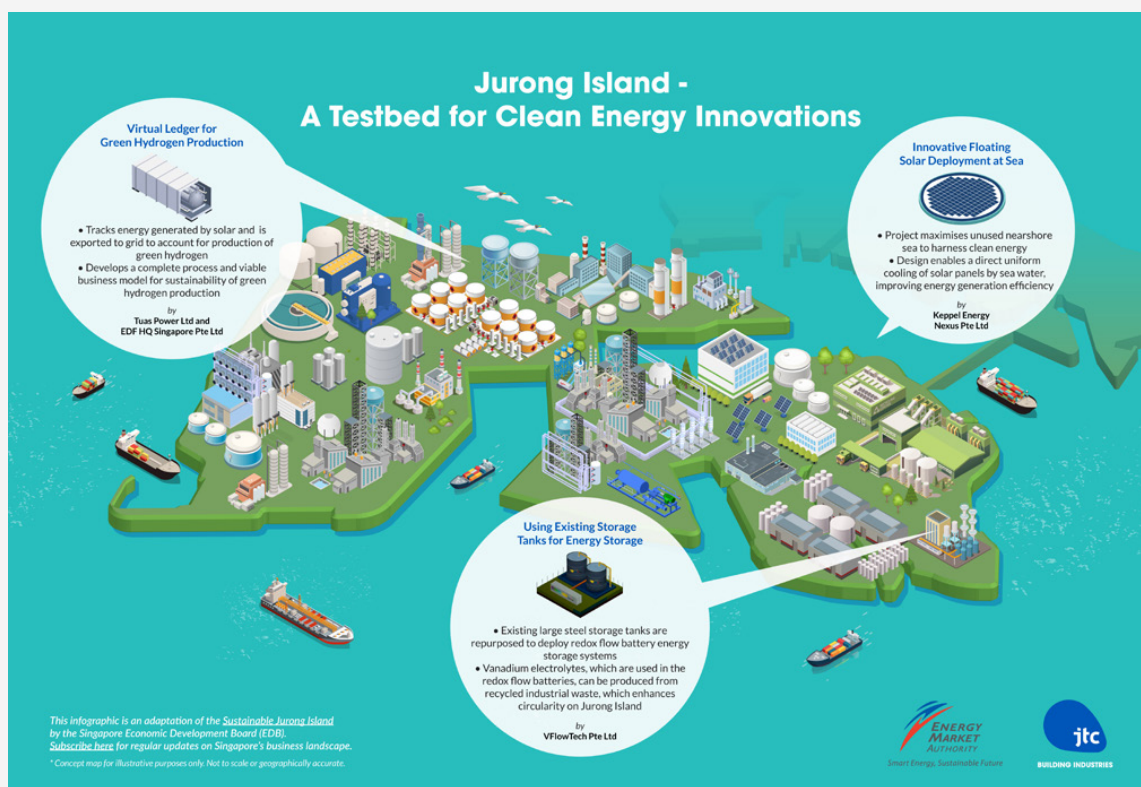 Jurong Island -
A Testbed for Clean Energy Innovations
Virtual Ledger for
Green Hydrogen Production
• Tracks energy generated by solar and is
exported to grid to account for production of
green hydrogen
• Develops a complete process and viable
business model for sustainability of green
hydrogen production
by
Tuas Power Ltd and
EDF HQ Singapore Pte Ltd
Innovative Floating
Solar Deployment at Sea
• Project maximises unused nearshore
sea to harness clean energy
• Design enables a direct uniform
cooling of solar panels by sea water,
improving energy generation efficiency
by
Keppel Energy
Nexus Pte Ltd
Using Existing Storage
Tanks for Energy Storage
• Existing large steel storage tanks are
repurposed to deploy redox flow battery energy
storage systems
• Vanadium electrolytes, which are used in the
redox flow batteries, can be produced from
recycled industrial waste, which enhances
circularity on Jurong Island
by
VFlowTech Pte Ltd
This infographic is an adaptation of the Sustainable Jurong Island
by the Singapore Economic Development Board (EDB).
Subscribe here for regular updates on Singapore's business landscape.
* Concept map for illustrative purposes only. Not to scale or geographically accurate.
ENERGY
MARKET
AUTHORITY
Smart Energy, Sustainable Future
jtc
BUILDING INDUSTRIES